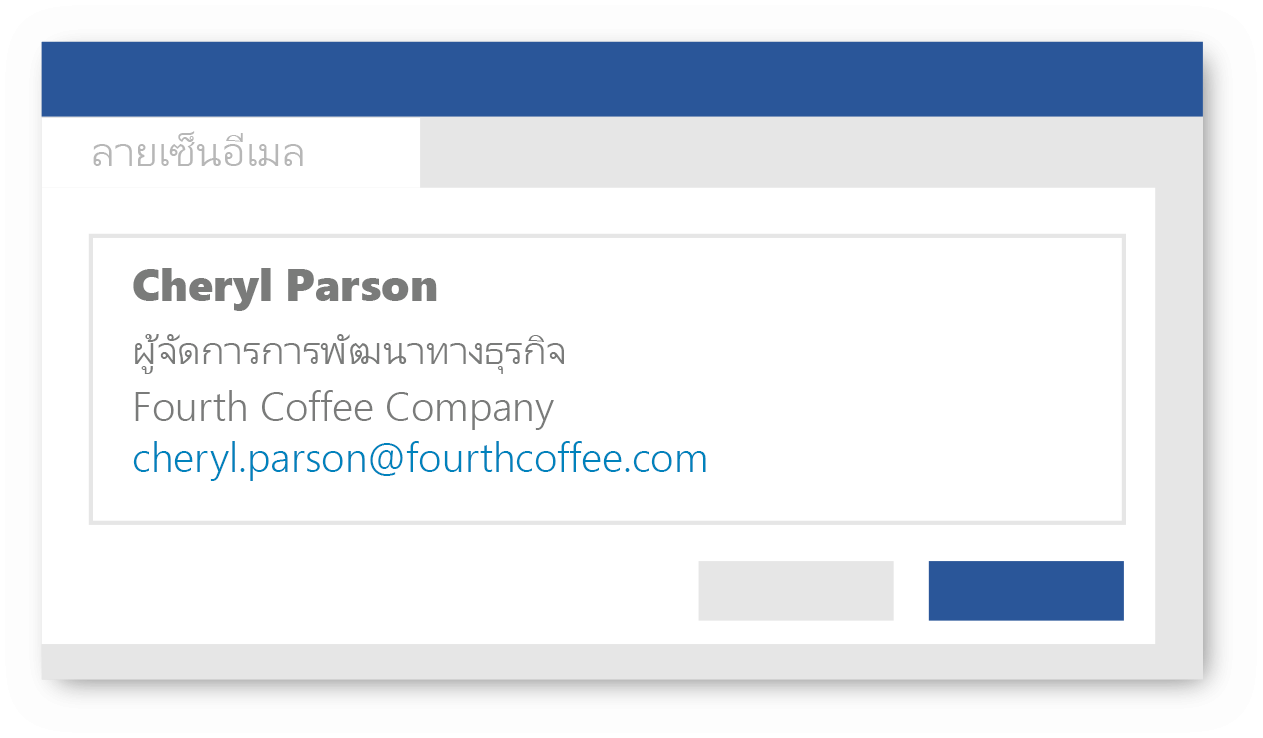 ลายเซ็นอีเมล
Cheryl Parson
ผู้จัดการการพัฒนาทางธุรกิจ
Fourth Coffee Company
cheryl.parson@fourthcoffee.com